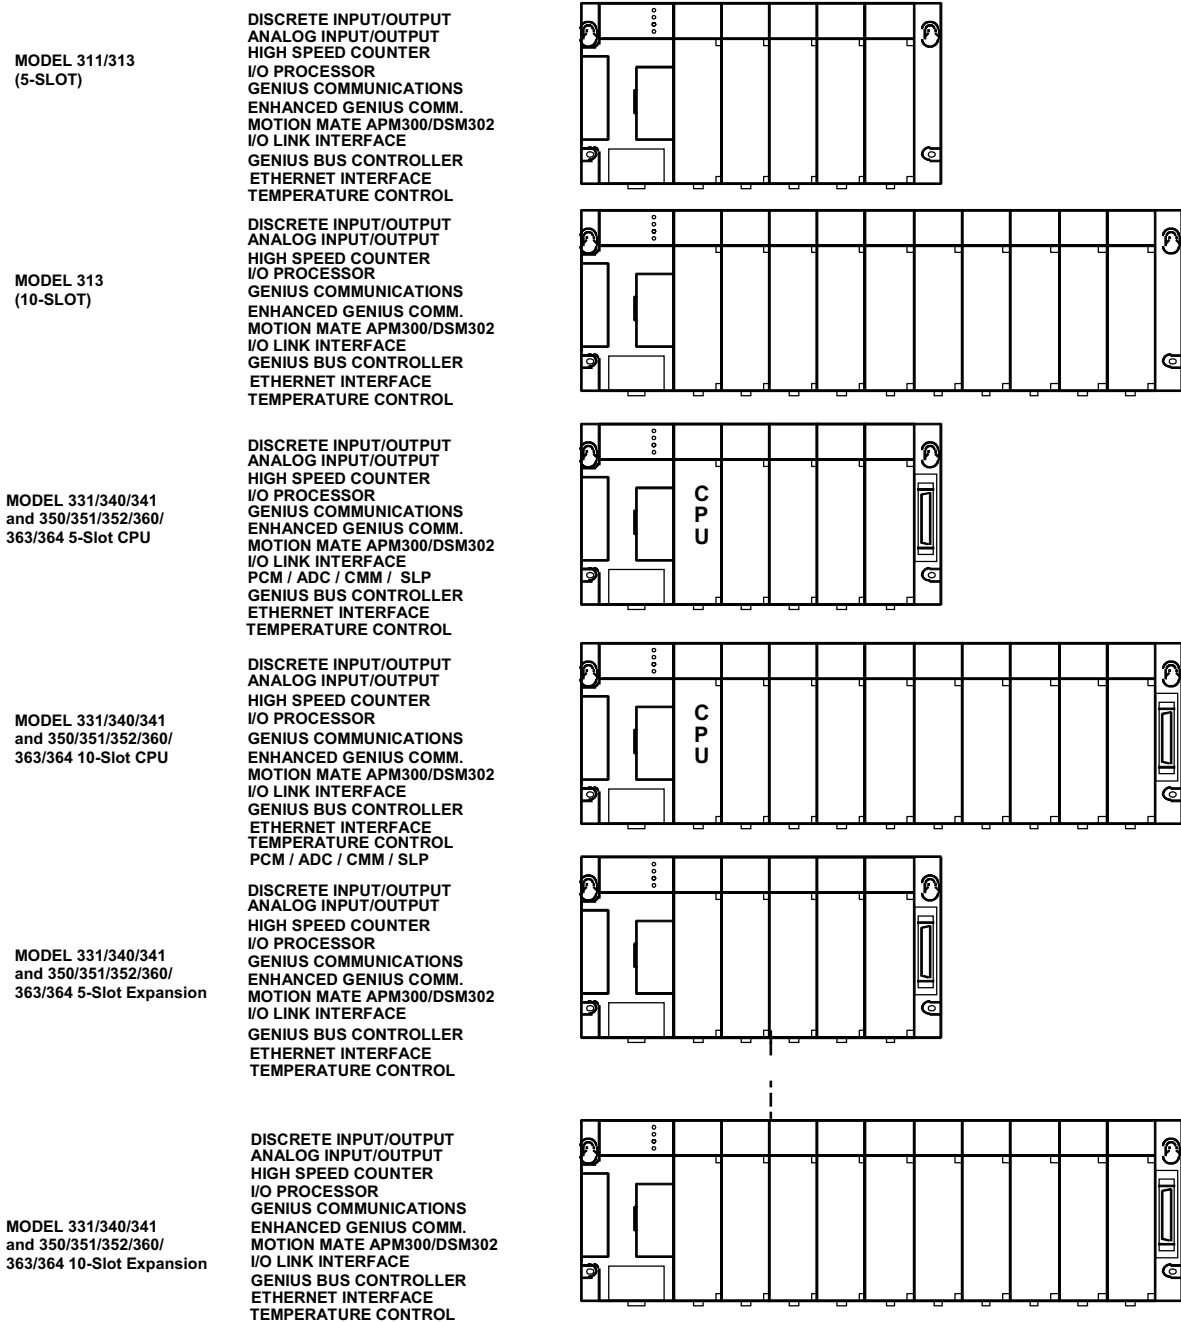 MODEL 311/313
(5-SLOT)
DISCRETE INPUT/OUTPUT
ANALOG INPUT/OUTPUT
HIGH SPEED COUNTER
I/O PROCESSOR
GENIUS COMMUNICATIONS
ENHANCED GENIUS COMM.
MOTION MATE APM300/DSM302
I/O LINK INTERFACE
GENIUS BUS CONTROLLER
ETHERNET INTERFACE
TEMPERATURE CONTROL
MODEL 313
(10-SLOT)
DISCRETE INPUT/OUTPUT
ANALOG INPUT/OUTPUT
HIGH SPEED COUNTER
I/O PROCESSOR
GENIUS COMMUNICATIONS
ENHANCED GENIUS COMM.
MOTION MATE APM300/DSM302
I/O LINK INTERFACE
GENIUS BUS CONTROLLER
ETHERNET INTERFACE
TEMPERATURE CONTROL
MODEL 331/340/341
and 350/351/352/360/
363/364 5-Slot CPU
DISCRETE INPUT/OUTPUT
ANALOG INPUT/OUTPUT
HIGH SPEED COUNTER
I/O PROCESSOR
GENIUS COMMUNICATIONS
ENHANCED GENIUS COMM.
MOTION MATE APM300/DSM302
I/O LINK INTERFACE
PCM / ADC / CMM / SLP
GENIUS BUS CONTROLLER
ETHERNET INTERFACE
TEMPERATURE CONTROL
CPU
MODEL 331/340/341
and 350/351/352/360/
363/364 10-Slot CPU
DISCRETE INPUT/OUTPUT
ANALOG INPUT/OUTPUT
HIGH SPEED COUNTER
I/O PROCESSOR
GENIUS COMMUNICATIONS
ENHANCED GENIUS COMM.
MOTION MATE APM300/DSM302
I/O LINK INTERFACE
GENIUS BUS CONTROLLER
ETHERNET INTERFACE
TEMPERATURE CONTROL
PCM / ADC / CMM / SLP
CPU
MODEL 331/340/341
and 350/351/352/360/
363/364 5-Slot Expansion
DISCRETE INPUT/OUTPUT
ANALOG INPUT/OUTPUT
HIGH SPEED COUNTER
I/O PROCESSOR
GENIUS COMMUNICATIONS
ENHANCED GENIUS COMM.
MOTION MATE APM300/DSM302
I/O LINK INTERFACE
GENIUS BUS CONTROLLER
ETHERNET INTERFACE
TEMPERATURE CONTROL
MODEL 331/340/341
and 350/351/352/360/
363/364 10-Slot Expansion
DISCRETE INPUT/OUTPUT
ANALOG INPUT/OUTPUT
HIGH SPEED COUNTER
I/O PROCESSOR
GENIUS COMMUNICATIONS
ENHANCED GENIUS COMM.
MOTION MATE APM300/DSM302
I/O LINK INTERFACE
GENIUS BUS CONTROLLER
ETHERNET INTERFACE
TEMPERATURE CONTROL